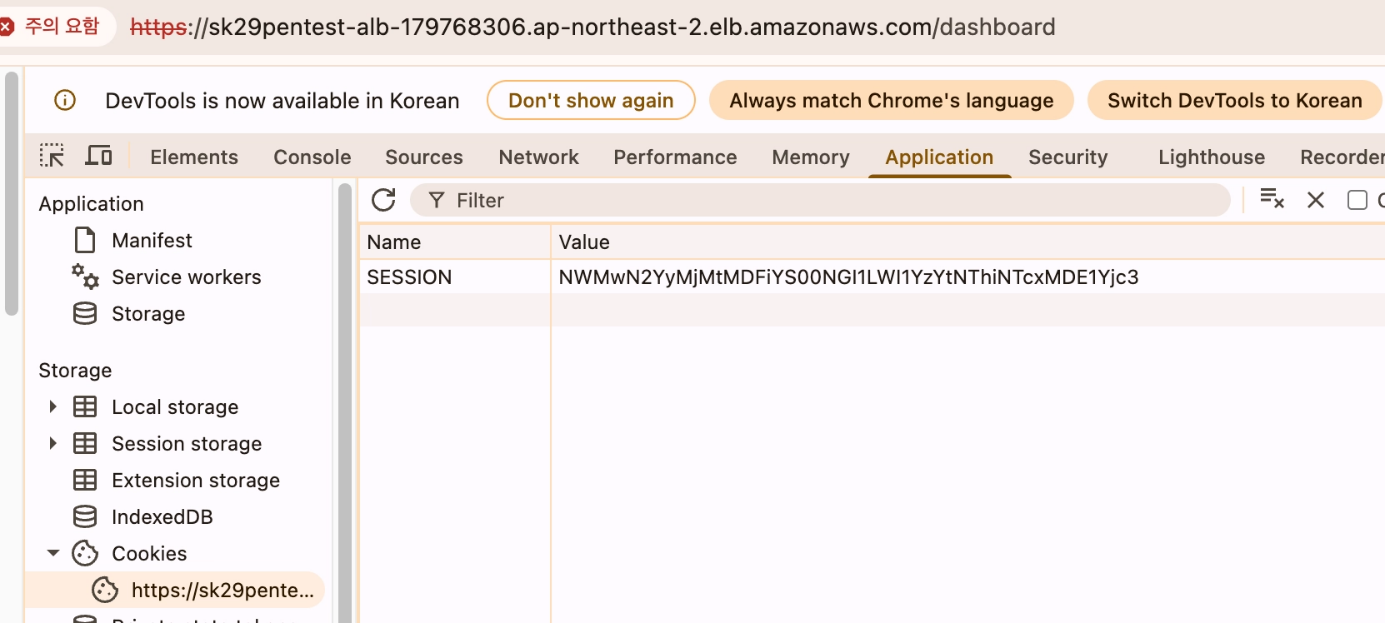 주의 요함 https://sk29pentest-alb-179768306.ap-northeast-2.elb.amazonaws.com/dashboard
DevTools is now available in Korean Don't show again Always match Chrome's language Switch DevTools to Korean
Elements Console Sources Network Performance Memory Application Security Lighthouse Recorder
Application
Filter
Manifest
Service workers
Storage
Name Value
SESSION NWMwN2YyMjMtMDFiYS00NGI1LWI1YzYtNThiNTcxMDE1Yjc3
Storage
Local storage
Session storage
Extension storage
IndexedDB
Cookies
https://sk29pente...